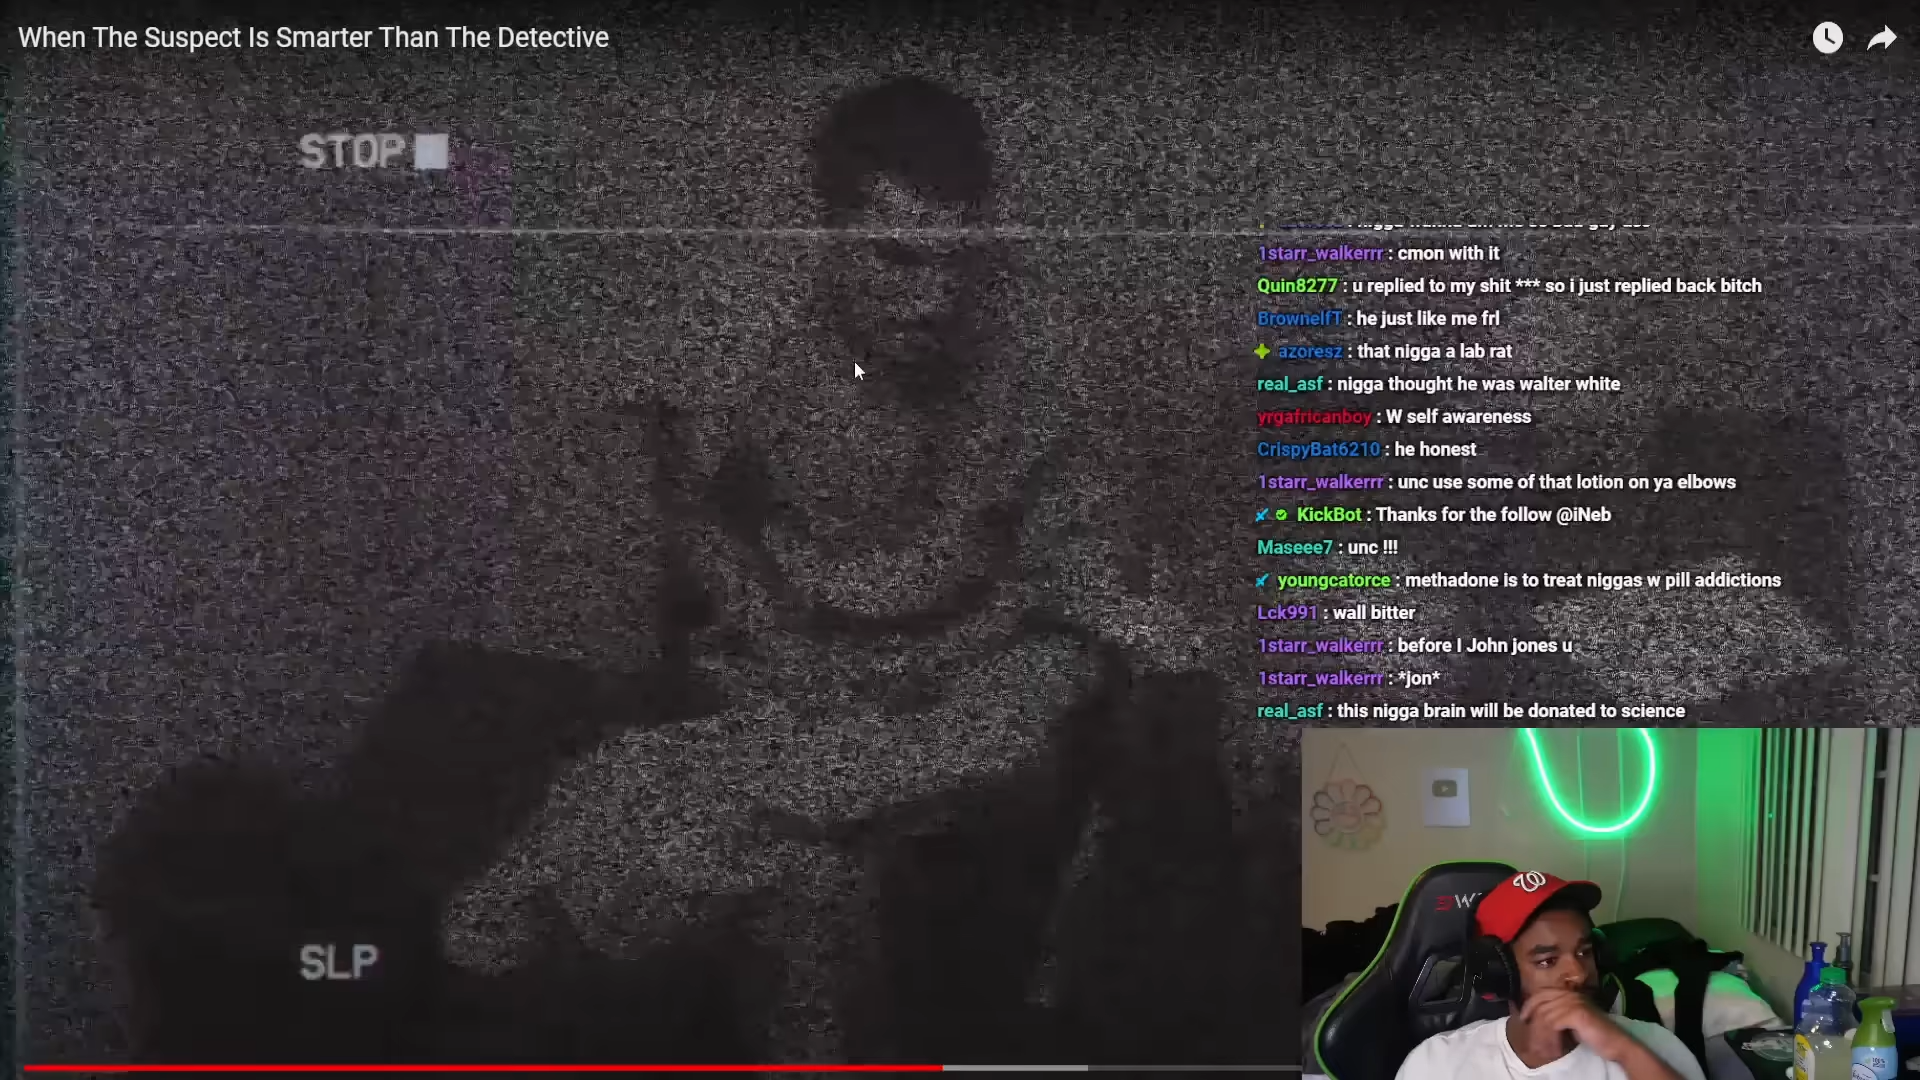 When The Suspect Is Smarter Than The Detective
STOP
1starr_walkerrr : cmon with it
Quin8277 : u replied to my shit *** so i just replied back bitch
BrownelfT : he just like me frl
azoresz : that nigga a lab rat
real_asf : nigga thought he was walter white
yrgafricanboy : W self awareness
CrispyBat6210 : he honest
1starr_walkerrr : unc use some of that lotion on ya elbows
KickBot : Thanks for the follow @iNeb
Maseee7 : unc !!!
youngcatorce : methadone is to treat niggas w pill addictions
Lck991 : wall bitter
1starr_walkerrr : before I John jones u
1starr_walkerrr : *jon*
real_asf : this nigga brain will be donated to science
SLP